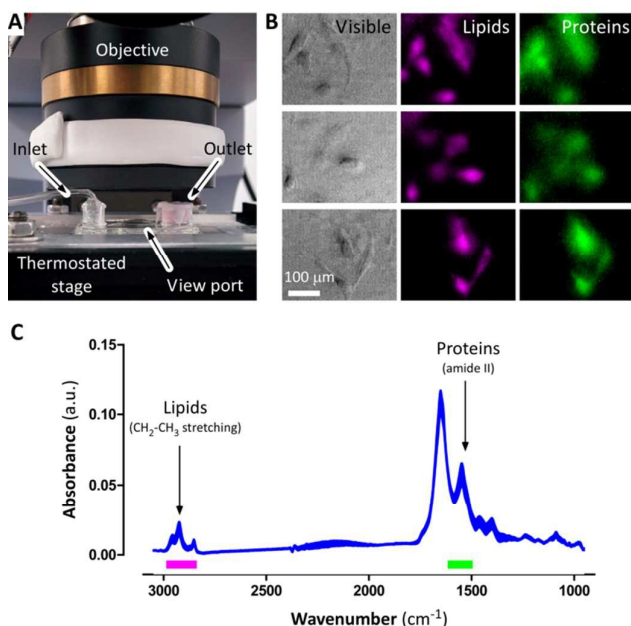 A
Objective
Inlet
Outlet
Thermostated
stage
View port
B
Visible
Lipids
Proteins
100 µm
C
0.15
0.10
0.05
0.00
Absorbance (a.u.)
Lipids
(CH₂-CH₃ stretching)
Proteins
(amide II)
3000
2500
2000
1500
1000
Wavenumber (cm⁻¹)